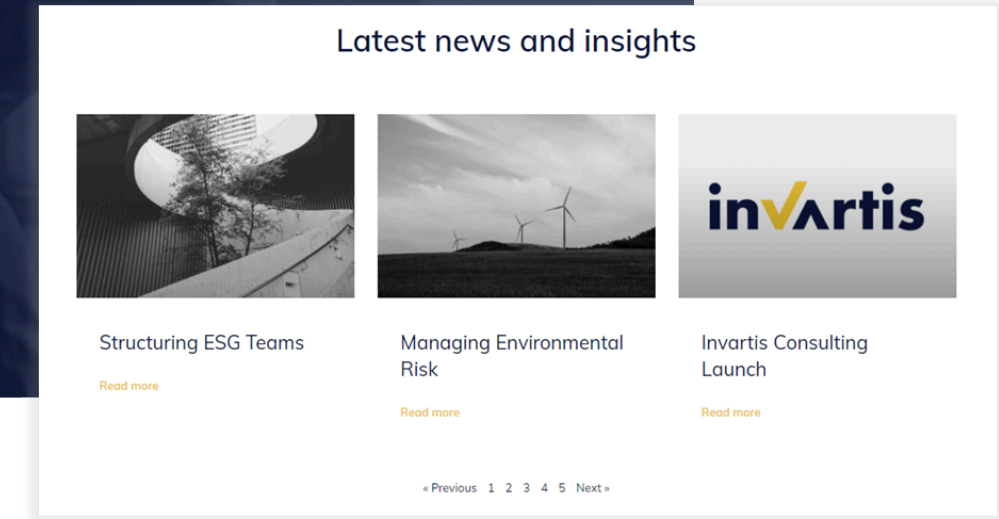 Latest news and insights
invartis
Structuring ESG Teams
Read more
Managing Environmental
Risk
Read more
Invartis Consulting
Launch
Read more
« Previous 1 2 3 4 5 Next »